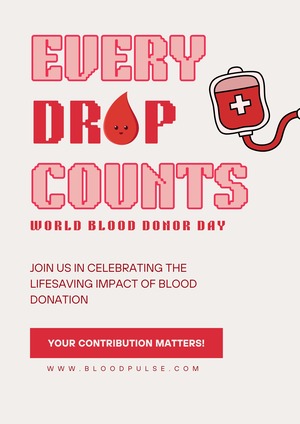 EVERY
DROP
COUNTS
WORLD BLOOD DONOR DAY
JOIN US IN CELEBRATING THE
LIFESAVING IMPACT OF BLOOD
DONATION
YOUR CONTRIBUTION MATTERS!
WWW.BLOODPULSE.COM